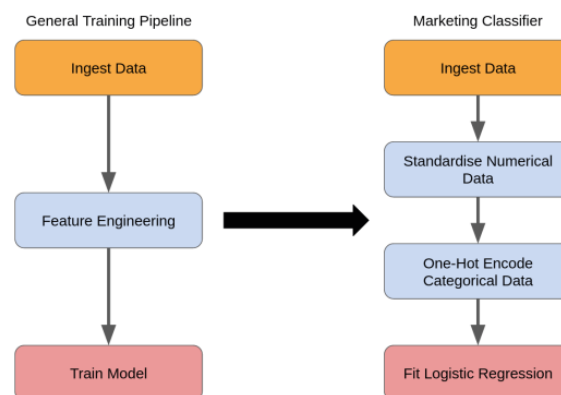 General Training Pipeline
Marketing Classifier
Ingest Data
Ingest Data
Standardise Numerical
Data
Feature Engineering
One-Hot Encode
Categorical Data
Train Model
Fit Logistic Regression